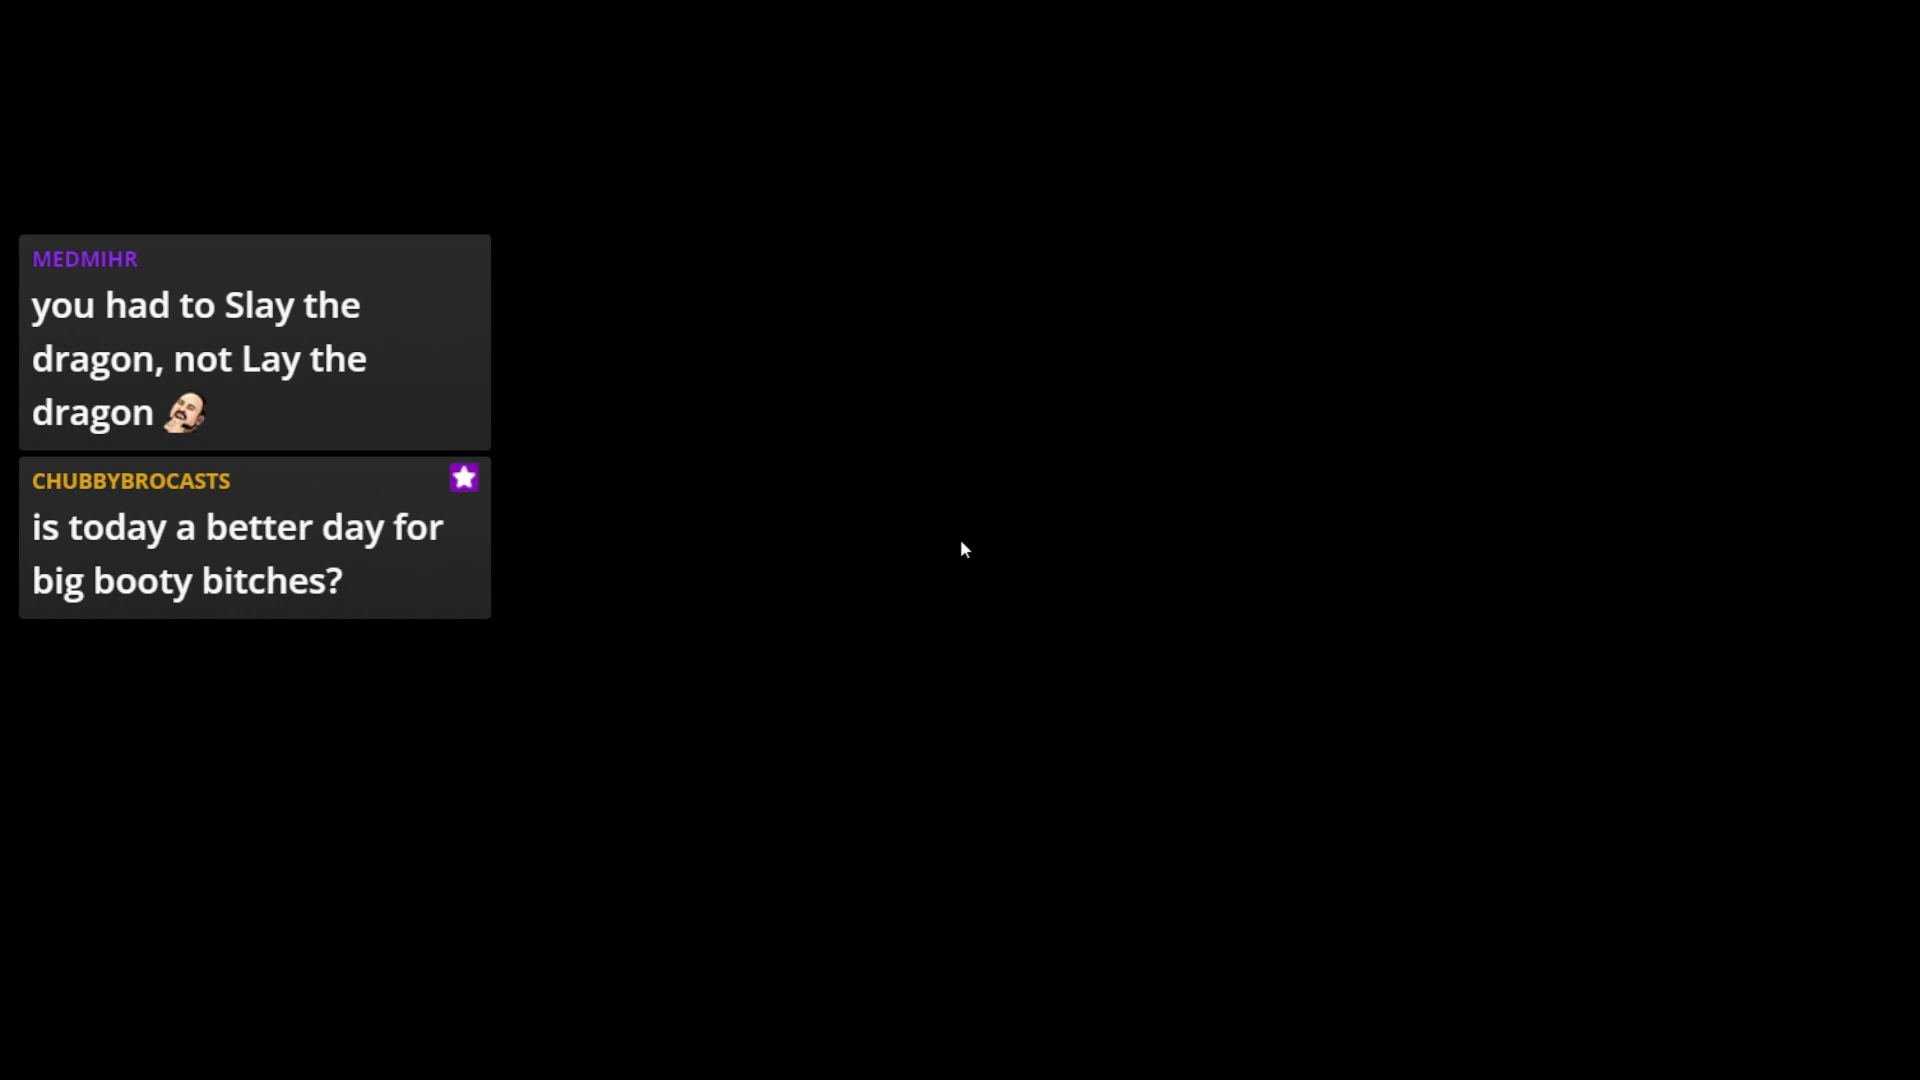 MEDMIHR
you had to Slay the
dragon, not Lay the
dragon
CHUBBYBROCASTS
is today a better day for
big booty bitches?